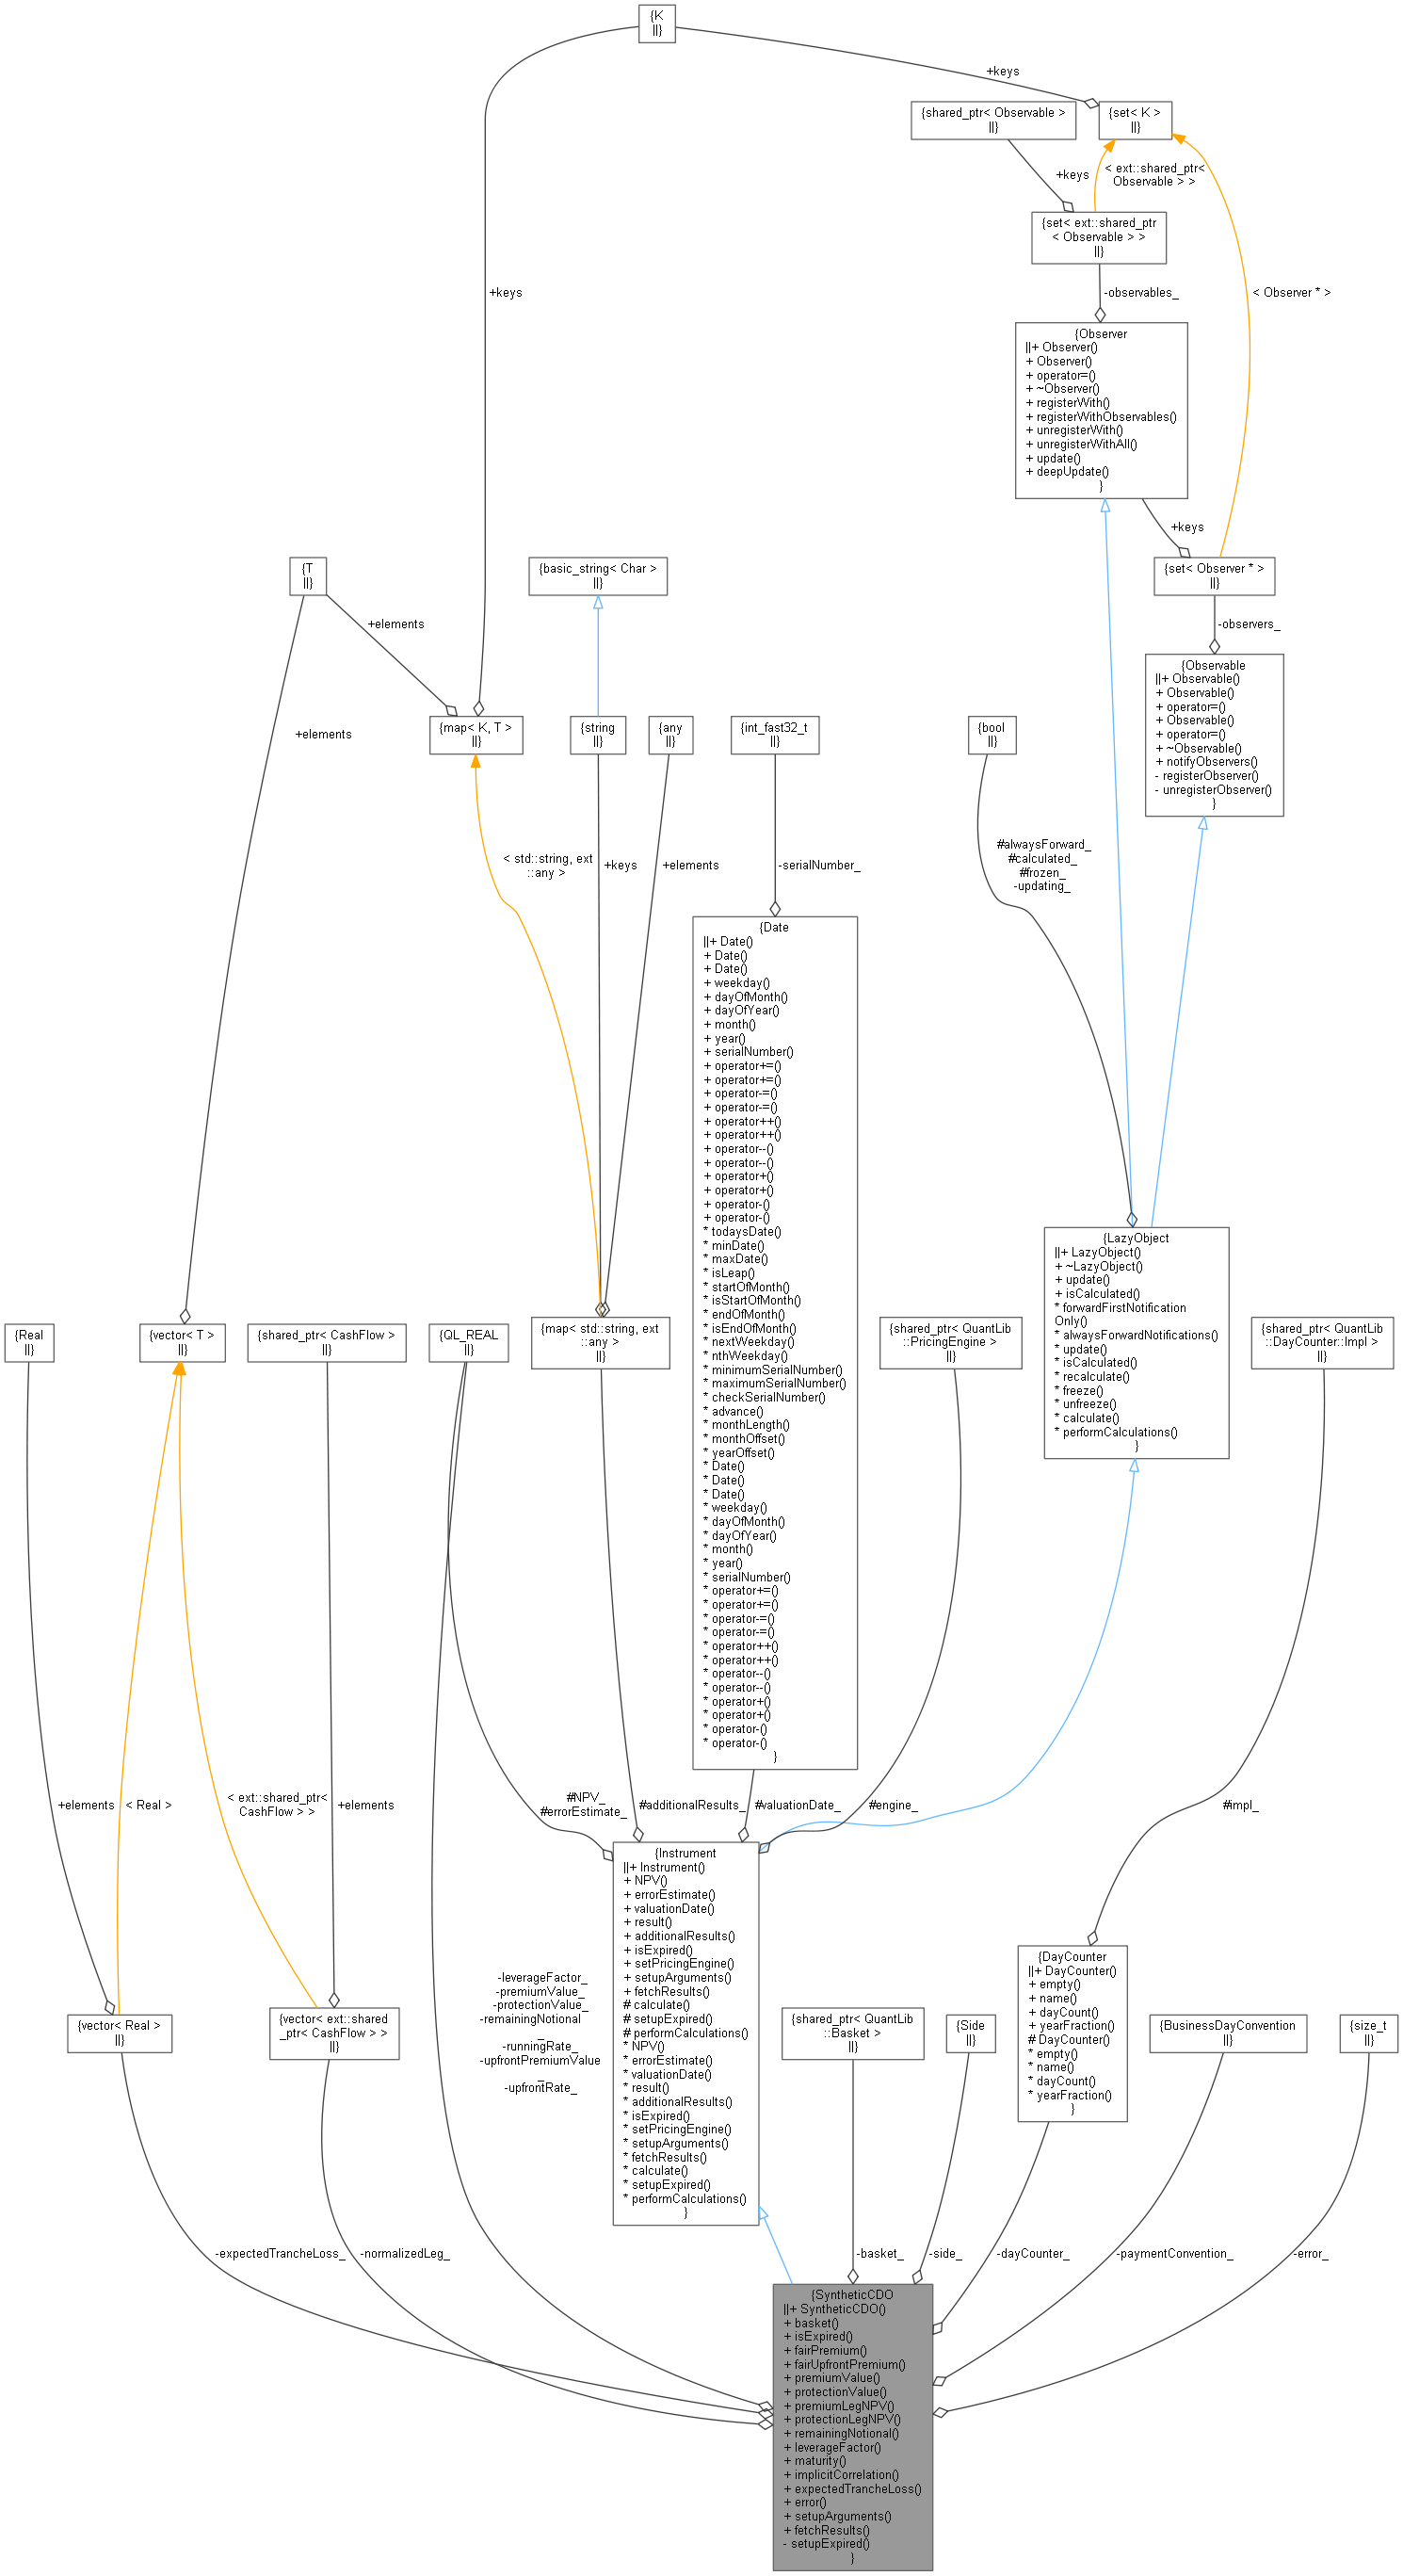 {K
||}
+keys
{shared_ptr< Observable >
||}
{set< K >
||}
+keys
< ext::shared_ptr<
Observable > >
{set< ext::shared_ptr
< Observable > >
||}
+keys
-observables_
< Observer * >
{Observer
||+ Observer()
+ Observer()
+ operator=()
+ ~Observer()
+ registerWith()
+ registerWithObservables()
+ unregisterWith()
+ unregisterWithAll()
+ update()
+ deepUpdate()
}
+keys
{T
||}
{basic_string< Char >
||}
{set< Observer * >
||}
+elements
-observers_
{Observable
||+ Observable()
+ Observable()
+ operator=()
+ Observable()
+ operator=()
+ ~Observable()
+ notifyObservers()
- registerObserver()
- unregisterObserver()
}
+elements
{map< K, T >
||}
{string
||}
{any
||}
{int_fast32_t
||}
{bool
||}
< std::string, ext
::any >
+keys
+elements
-serialNumber_
#alwaysForward_
#calculated_
#frozen_
-updating_
{Date
||+ Date()
+ Date()
+ Date()
+ weekday()
+ dayOfMonth()
+ dayOfYear()
+ month()
+ year()
+ serialNumber()
+ operator+=()
+ operator+=()
+ operator-=()
+ operator-=()
+ operator++()
+ operator++()
+ operator--()
+ operator--()
+ operator+()
+ operator+()
+ operator-()
+ operator-()
* todaysDate()
* minDate()
* maxDate()
* isLeap()
* startOfMonth()
* isStartOfMonth()
* endOfMonth()
* isEndOfMonth()
* nextWeekday()
* nthWeekday()
* minimumSerialNumber()
* maximumSerialNumber()
* checkSerialNumber()
* advance()
* monthLength()
* monthOffset()
* yearOffset()
* Date()
* Date()
* Date()
* weekday()
* dayOfMonth()
* dayOfYear()
* month()
* year()
* serialNumber()
* operator+=()
* operator+=()
* operator-=()
* operator-=()
* operator++()
* operator++()
* operator--()
* operator--()
* operator+()
* operator+()
* operator-()
* operator-()
}
{LazyObject
||+ LazyObject()
+ ~LazyObject()
+ update()
+ isCalculated()
* forwardFirstNotification
Only()
* alwaysForwardNotifications()
* update()
* isCalculated()
* recalculate()
* freeze()
* unfreeze()
* calculate()
* performCalculations()
}
{Real
||}
{vector< T >
||}
{shared_ptr< CashFlow >
||}
{QL_REAL
||}
{map< std::string, ext
::any >
||}
{shared_ptr< QuantLib
::PricingEngine >
||}
{shared_ptr< QuantLib
::DayCounter::Impl >
||}
+elements
< Real >
< ext::shared_ptr<
CashFlow > >
+elements
#NPV_
#errorEstimate_
#additionalResults_
#valuationDate_
#engine_
#impl_
{Instrument
||+ Instrument()
+ NPV()
+ errorEstimate()
+ valuationDate()
+ result()
+ additionalResults()
+ isExpired()
+ setPricingEngine()
+ setupArguments()
+ fetchResults()
# calculate()
# setupExpired()
# performCalculations()
* NPV()
* errorEstimate()
* valuationDate()
* result()
* additionalResults()
* isExpired()
* setPricingEngine()
* setupArguments()
* fetchResults()
* calculate()
* setupExpired()
* performCalculations()
}
{DayCounter
||+ DayCounter()
+ empty()
+ name()
+ dayCount()
+ yearFraction()
# DayCounter()
* empty()
* name()
* dayCount()
* yearFraction()
}
-leverageFactor_
-premiumValue_
-protectionValue_
-remainingNotional
_
-runningRate_
-upfrontPremiumValue
_
-upfrontRate_
{vector< Real >
||}
{vector< ext::shared
_ptr< CashFlow > >
||}
{shared_ptr< QuantLib
::Basket >
||}
{Side
||}
{BusinessDayConvention
||}
{size_t
||}
-expectedTrancheLoss_
-normalizedLeg_
-basket_
-side_
-dayCounter_
-paymentConvention_
-error_
{SyntheticCDO
||+ SyntheticCDO()
+ basket()
+ isExpired()
+ fairPremium()
+ fairUpfrontPremium()
+ premiumValue()
+ protectionValue()
+ premiumLegNPV()
+ protectionLegNPV()
+ remainingNotional()
+ leverageFactor()
+ maturity()
+ implicitCorrelation()
+ expectedTrancheLoss()
+ error()
+ setupArguments()
+ fetchResults()
- setupExpired()
}